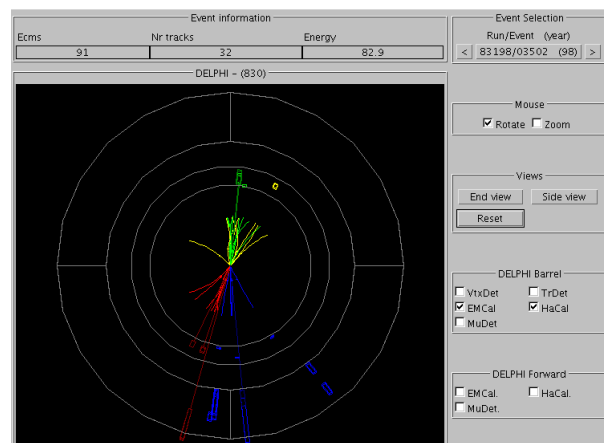 Event information
Ecms Nr tracks Energy
91 32 82.9
Event Selection
Run/Event (year)
< 83198/03502 (98) >
DELPHI - (830)
Mouse
Rotate Zoom
Views
End view Side view
Reset
DELPHI Barrel
VtxDet TrDet
EMCal HaCal
MuDet
DELPHI Forward
EMCal. HaCal.
MuDet.